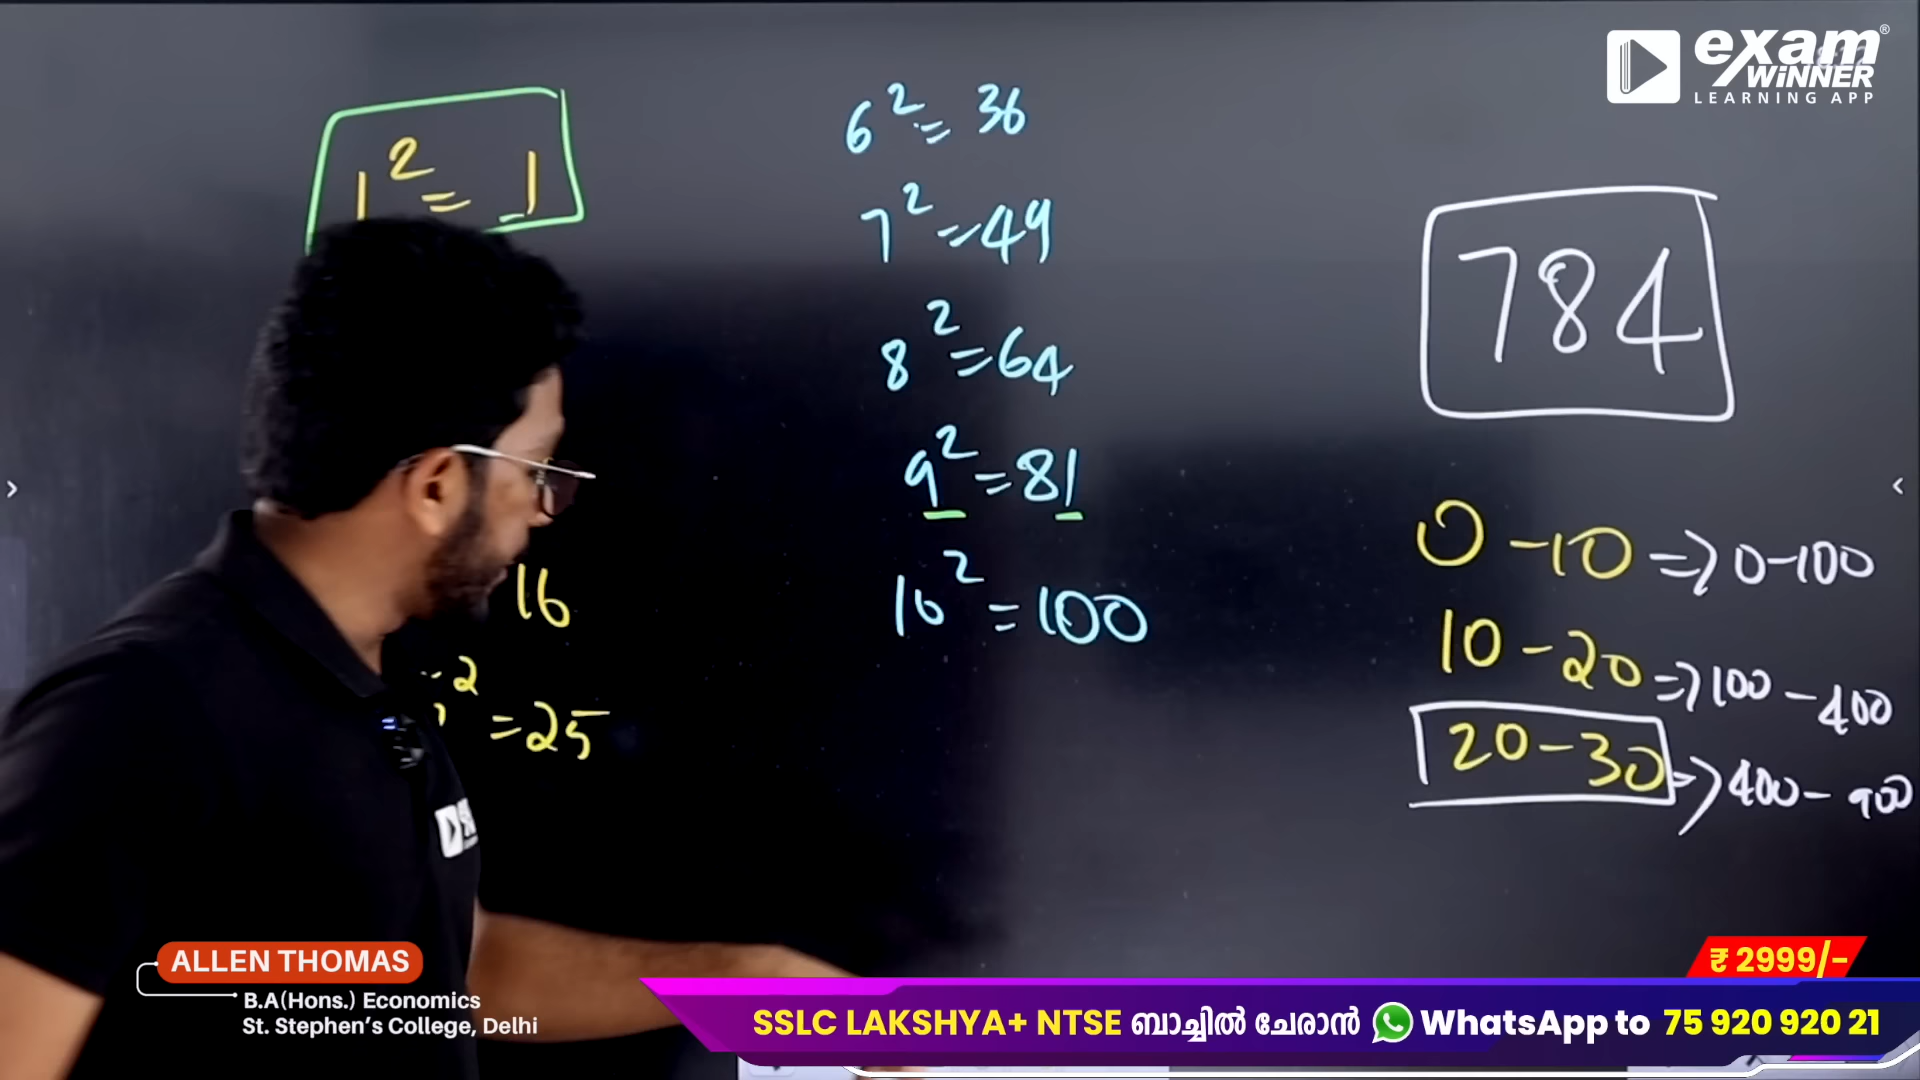 exam
WiNNER
LEARNING APP
1² = 1
16
² = 25
6² = 36
7² = 49
8² = 64
9² = 81
10² = 100
784
0 - 10 => 0-100
10 - 20 => 100 - 400
20 - 30 => 400 - 900
ALLEN THOMAS
B.A(Hons.) Economics
St. Stephen's College, Delhi
₹ 2999/-
SSLC LAKSHYA+ NTSE ബാച്ചിൽ ചേരാൻ WhatsApp to 75 920 920 21